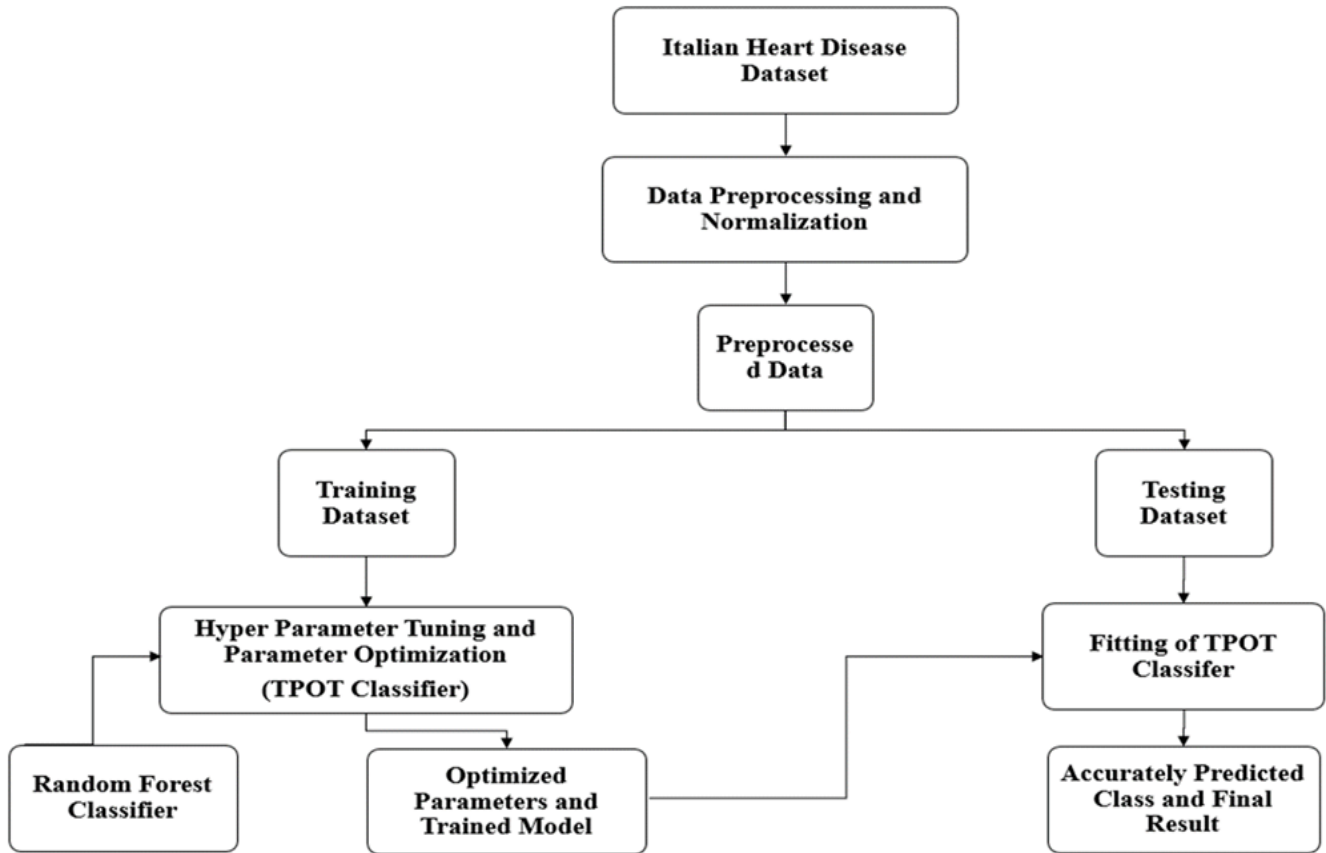 Italian Heart Disease
Dataset
Data Preprocessing and
Normalization
Preprocesse
d Data
Training
Dataset
Testing
Dataset
Hyper Parameter Tuning and
Parameter Optimization
(TPOT Classifier)
Fitting of TPOT
Classifer
Random Forest
Classifier
Optimized
Parameters and
Trained Model
Accurately Predicted
Class and Final
Result